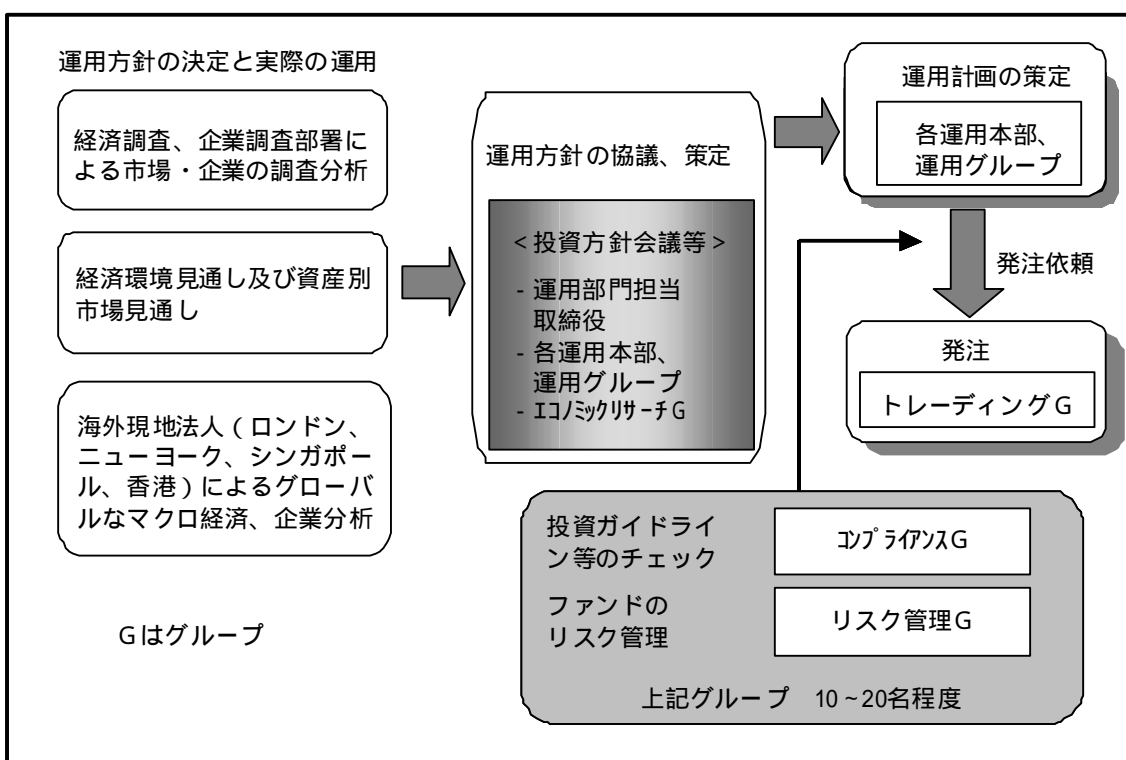 運用方針の決定と実際の運用
経済調査、企業調査部署に
よる市場・企業の調査分析
経済環境見通し及び資産別
市場見通し
海外現地法人（ロンドン、
ニューヨーク、シンガポー
ル、香港）によるグローバ
ルなマクロ経済、企業分析
Gはグループ
運用方針の協議、策定
<投資方針会議等>
- 運用部門担当
取締役
- 各運用本部、
運用グループ
- ｴｺﾉﾐｯｸﾘｻｰﾁG
運用計画の策定
各運用本部、
運用グループ
発注依頼
発注
トレーディングG
投資ガイドライ
ン等のチェック
ｺﾝﾌﾟﾗｲｱﾝｽG
ファンドの
リスク管理
リスク管理G
上記グループ 10~20名程度